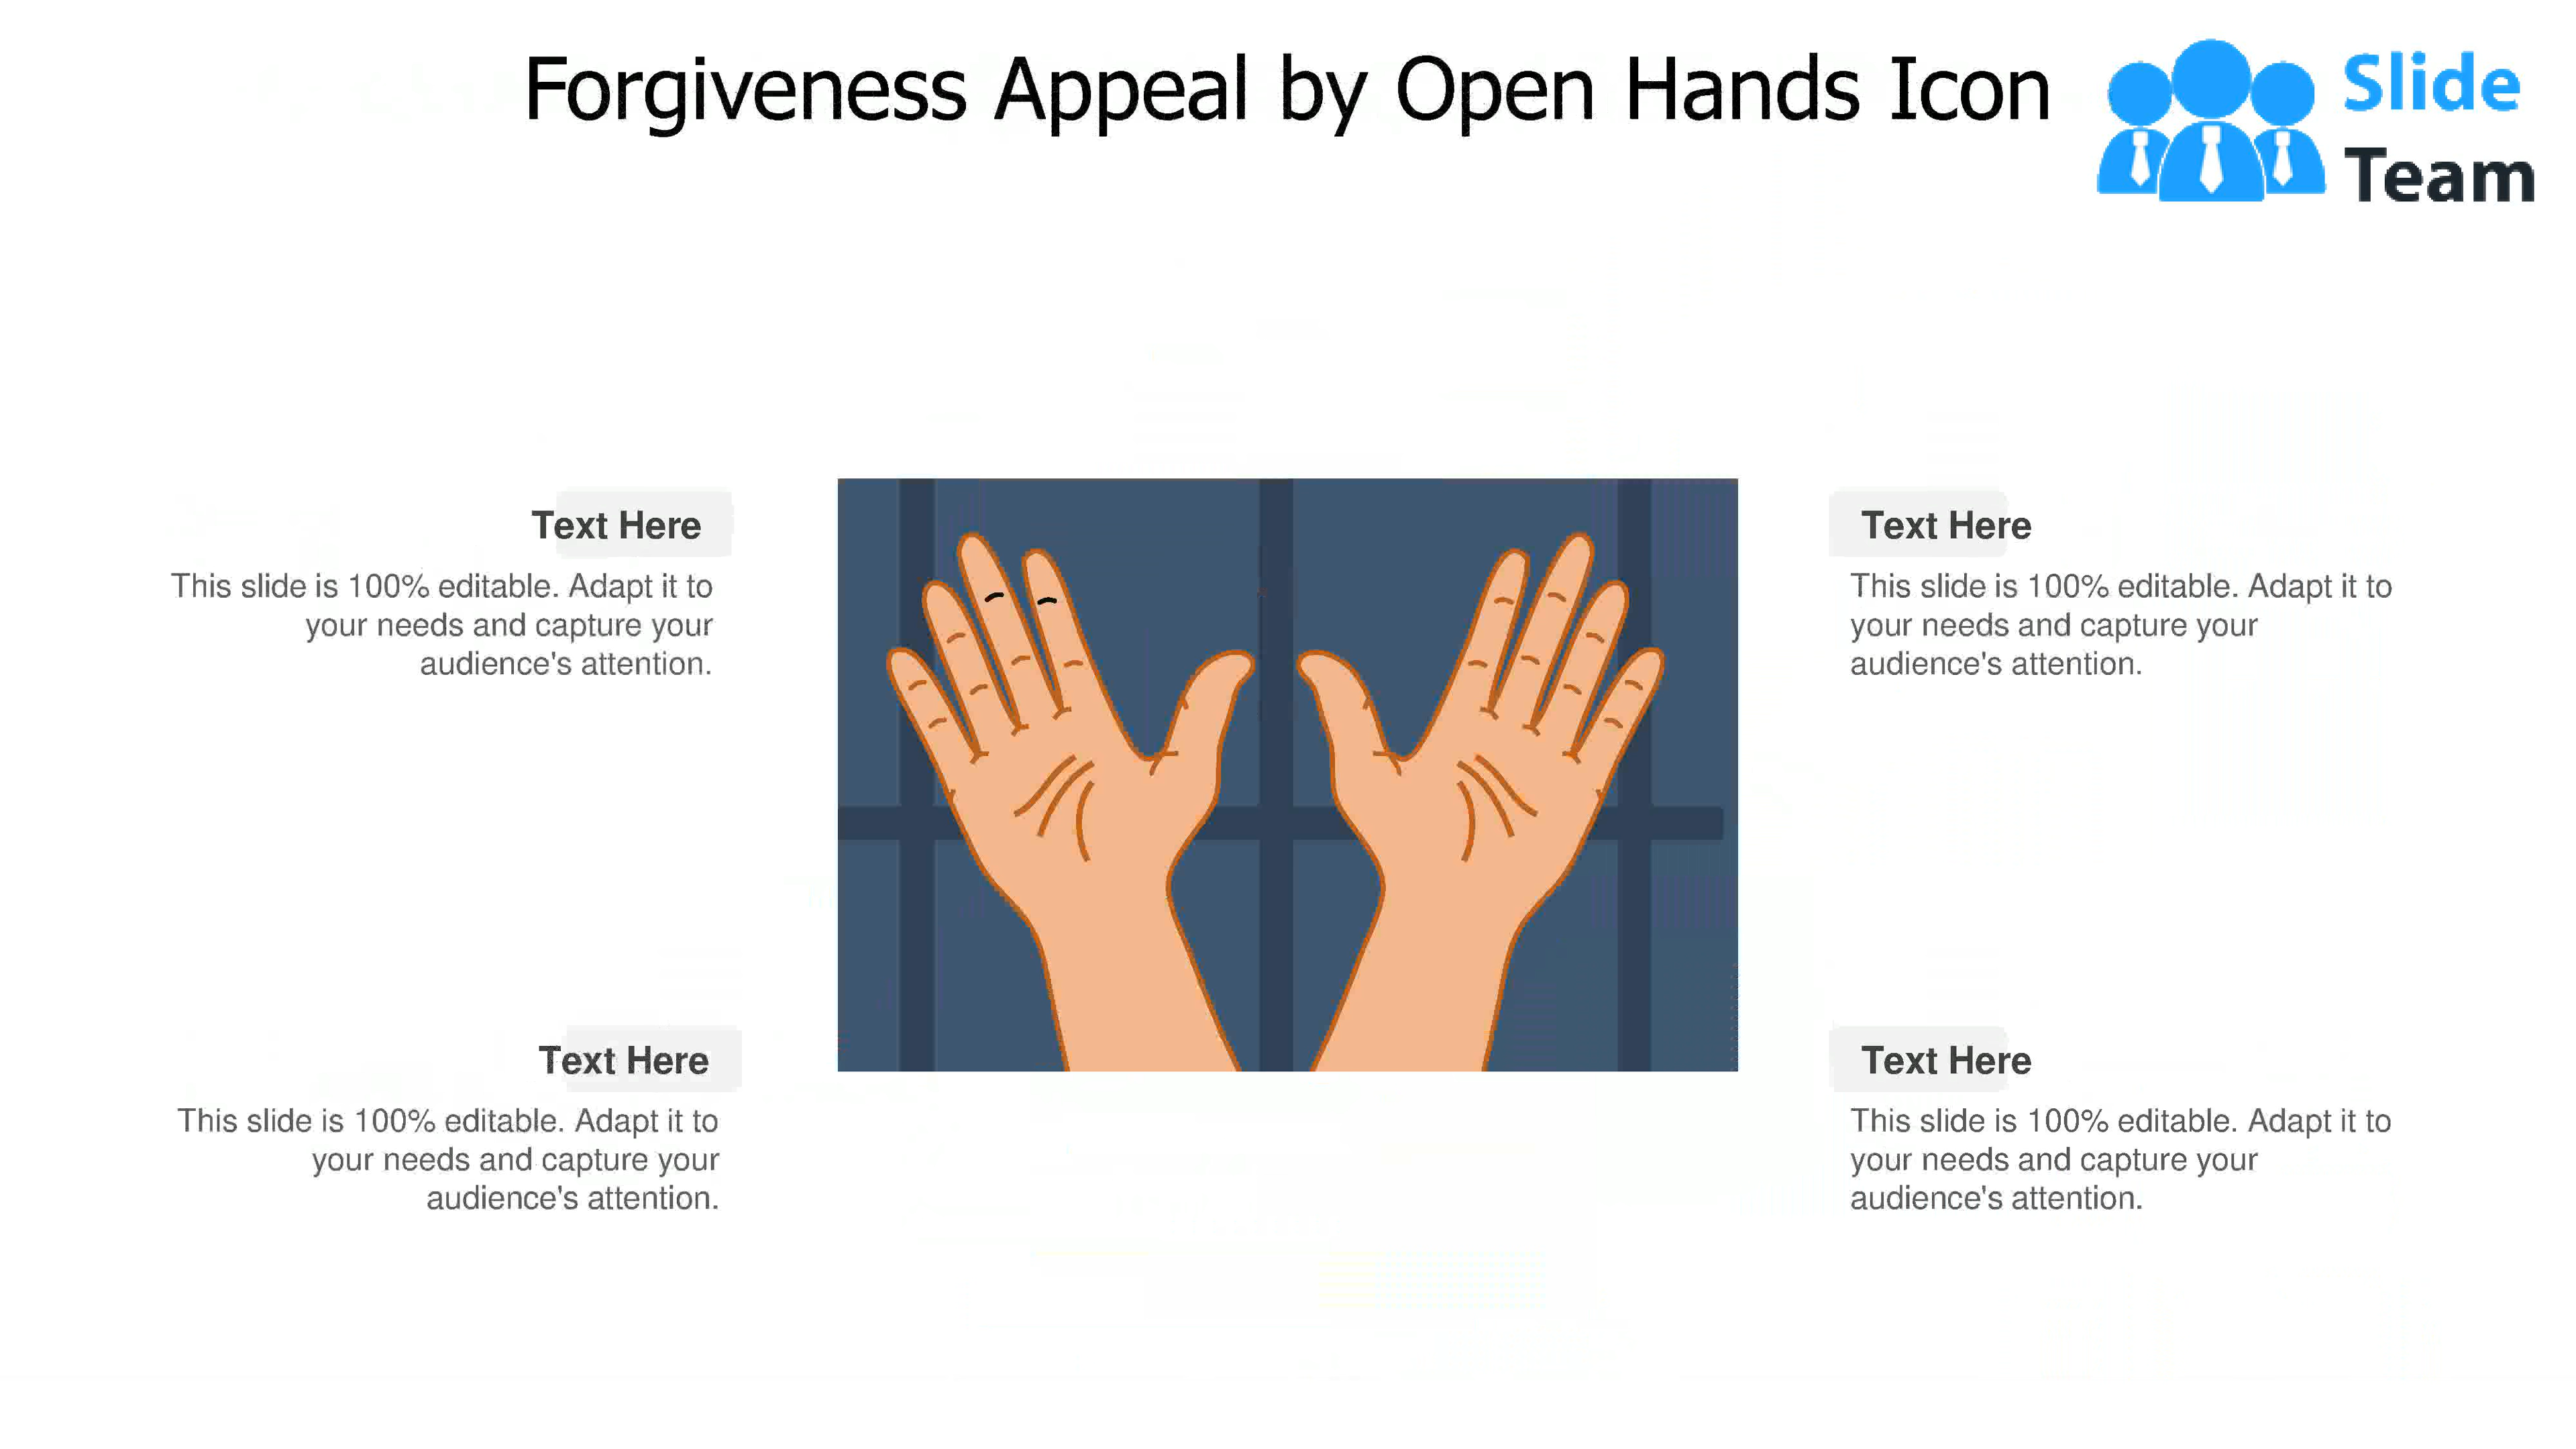 Forgiveness Appeal by Open Hands Icon
Slide
Team
Text Here
This slide is 100% editable. Adapt it to
your needs and capture your
audience's attention.
Text Here
This slide is 100% editable. Adapt it to
your needs and capture your
audience's attention.
Text Here
This slide is 100% editable. Adapt it to
your needs and capture your
audience's attention.
Text Here
This slide is 100% editable. Adapt it to
your needs and capture your
audience's attention.